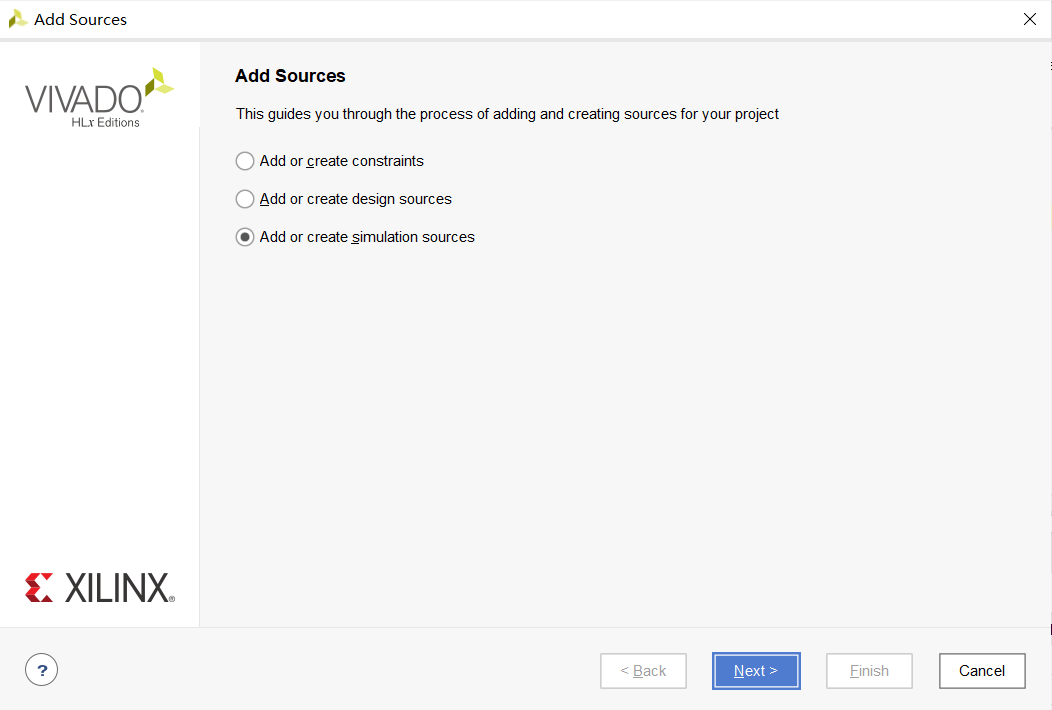 Add Sources
VIVADO®
HLx Editions
Add Sources
This guides you through the process of adding and creating sources for your project
Add or create constraints
Add or create design sources
Add or create simulation sources
XILINX®
?
< Back
Next >
Finish
Cancel